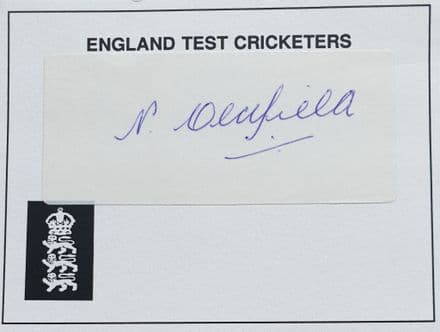 ENGLAND TEST CRICKETERS
N. Oldfield